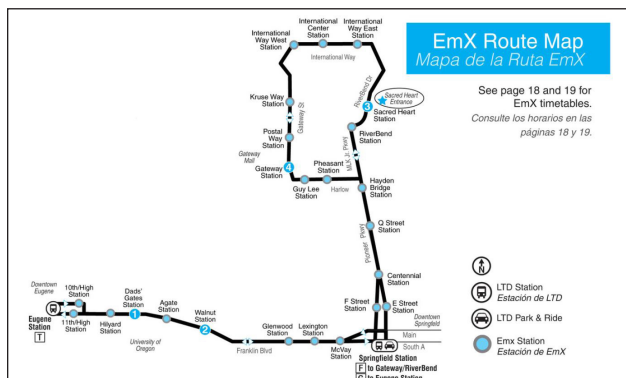 EmX Route Map
Mapa de la Ruta EmX
See page 18 and 19 for
EmX timetables.
Consulte los horarios en las
páginas 18 y 19.
International
Way West
Station
International
Center
Station
International
Way East
Station
International Way
Kruse Way
Station
Gateway St
RiverBend Dr
Sacred Heart
Entrance
3
Sacred Heart
Station
Postal
Way
Station
RiverBend
Station
MLK Jr. Pkwy
Gateway
Mall
4
Gateway
Station
Pheasant
Station
Guy Lee
Station
Harlow
Hayden
Bridge
Station
Q Street
Station
Pioneer Pkwy
Centennial
Station
F Street
Station
E Street
Station
Downtown
Springfield
Main
South A
Downtown
Eugene
10th/High
Station
Eugene
Station
T
11th/High
Station
Hilyard
Station
Dads'
Gates
Station
1
Agate
Station
University of
Oregon
Walnut
Station
2
Franklin Blvd
Glenwood
Station
Lexington
Station
McVay
Station
Springfield Station
F to Gateway/RiverBend
G to Eugene Station
N
LTD Station
Estación de LTD
LTD Park & Ride
Emx Station
Estación de EmX